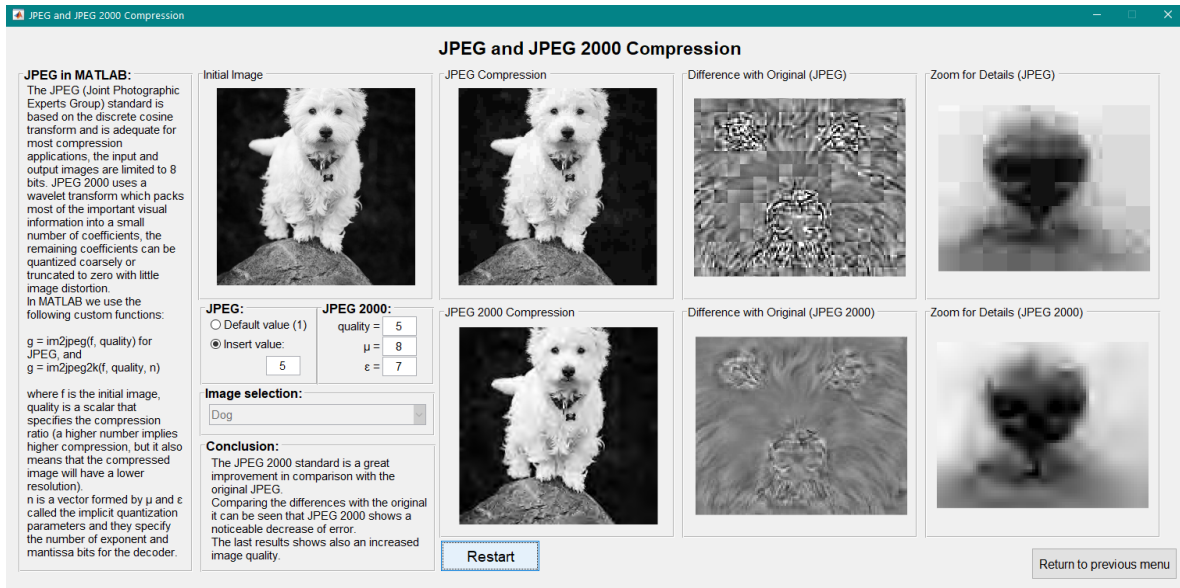 JPEG and JPEG 2000 Compression
JPEG and JPEG 2000 Compression
JPEG in MATLAB:
The JPEG (Joint Photographic
Experts Group) standard is
based on the discrete cosine
transform and is adequate for
most compression
applications, the input and
output images are limited to 8
bits. JPEG 2000 uses a
wavelet transform which packs
most of the important visual
information into a small
number of coefficients, the
remaining coefficients can be
quantized coarsely or
truncated to zero with little
image distortion.
In MATLAB we use the
following custom functions:
g = im2jpeg(f, quality) for
JPEG, and
g = im2jpeg2k(f, quality, n)
where f is the initial image,
quality is a scalar that
specifies the compression
ratio (a higher number implies
higher compression, but it also
means that the compressed
image will have a lower
resolution).
n is a vector formed by μ and ε
called the implicit quantization
parameters and they specify
the number of exponent and
mantissa bits for the decoder.
Initial Image
JPEG Compression
Difference with Original (JPEG)
Zoom for Details (JPEG)
JPEG:
Default value (1)
Insert value:
5
JPEG 2000:
quality = 5
μ = 8
ε = 7
Image selection:
Dog
Conclusion:
The JPEG 2000 standard is a great
improvement in comparison with the
original JPEG.
Comparing the differences with the original
it can be seen that JPEG 2000 shows a
noticeable decrease of error.
The last results shows also an increased
image quality.
JPEG 2000 Compression
Difference with Original (JPEG 2000)
Zoom for Details (JPEG 2000)
Restart
Return to previous menu